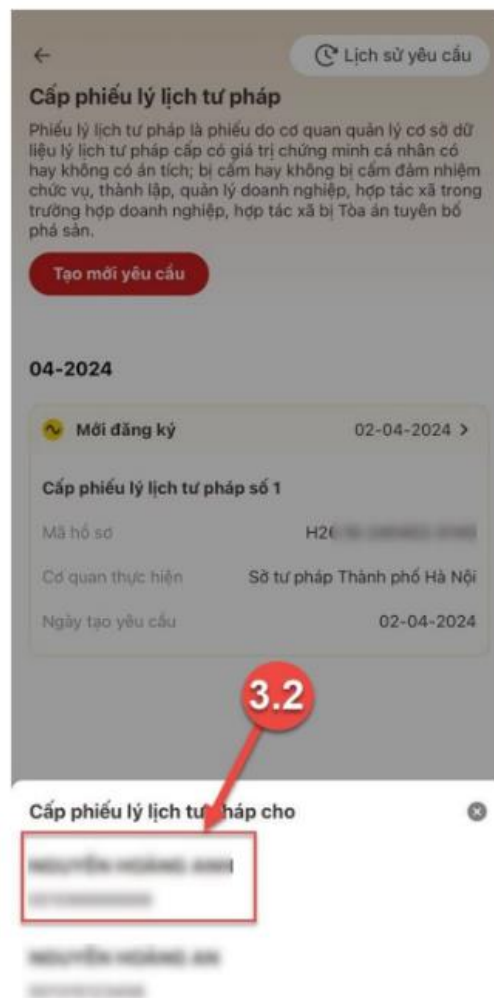 Lịch sử yêu cầu
Cấp phiếu lý lịch tư pháp
Phiếu lý lịch tư pháp là phiếu do cơ quan quản lý cơ sở dữ
liệu lý lịch tư pháp cấp có giá trị chứng minh cá nhân có
hay không có án tích; bị cấm hay không bị cấm đảm nhiệm
chức vụ, thành lập, quản lý doanh nghiệp, hợp tác xã trong
trường hợp doanh nghiệp, hợp tác xã bị Tòa án tuyên bố
phá sản.
Tạo mới yêu cầu
04-2024
Mới đăng ký 02-04-2024
Cấp phiếu lý lịch tư pháp số 1
Mã hồ sơ H2
Cơ quan thực hiện Sở tư pháp Thành phố Hà Nội
Ngày tạo yêu cầu 02-04-2024
3.2
Cấp phiếu lý lịch tư pháp cho